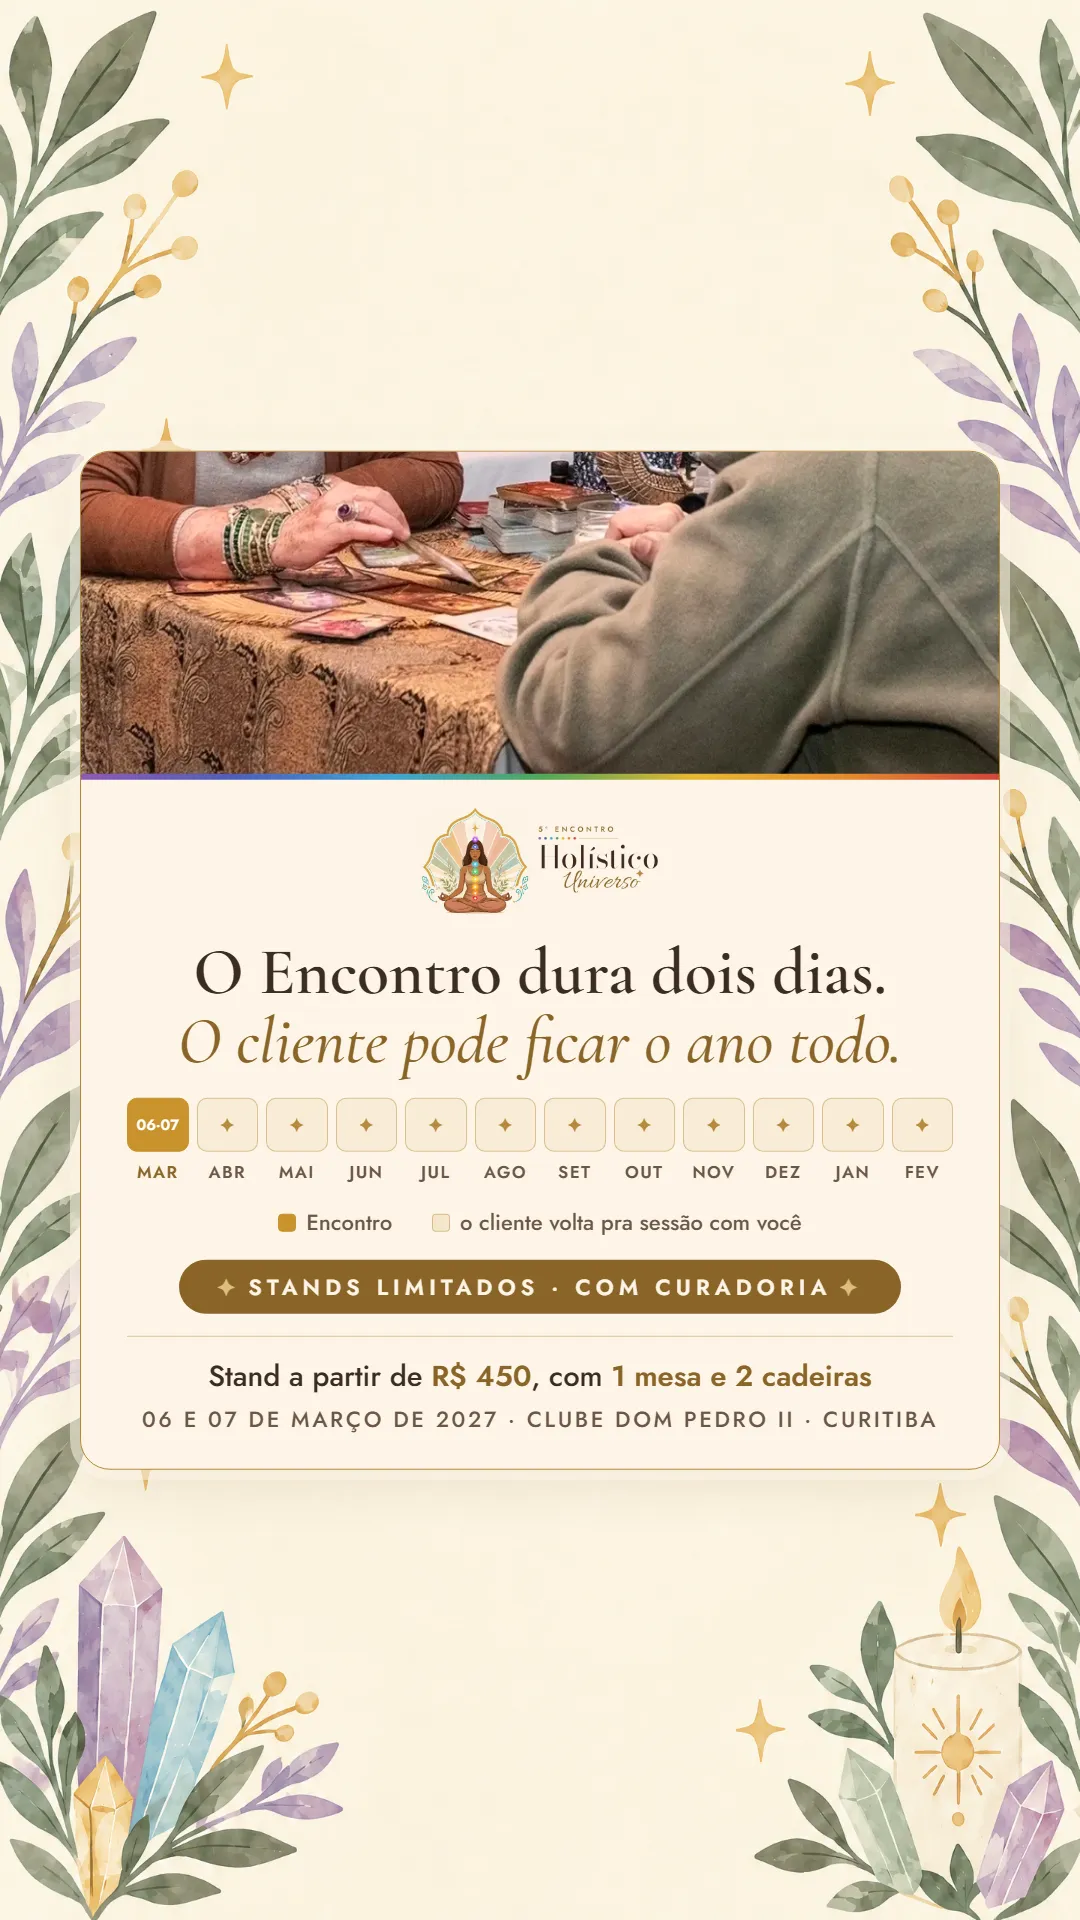 5º ENCONTRO
Holístico
Universo
O Encontro dura dois dias.
O cliente pode ficar o ano todo.
06-07
MAR ABR MAI JUN JUL AGO SET OUT NOV DEZ JAN FEV
Encontro o cliente volta pra sessão com você
STANDS LIMITADOS · COM CURADORIA
Stand a partir de R$ 450, com 1 mesa e 2 cadeiras
06 E 07 DE MARÇO DE 2027 · CLUBE DOM PEDRO II · CURITIBA